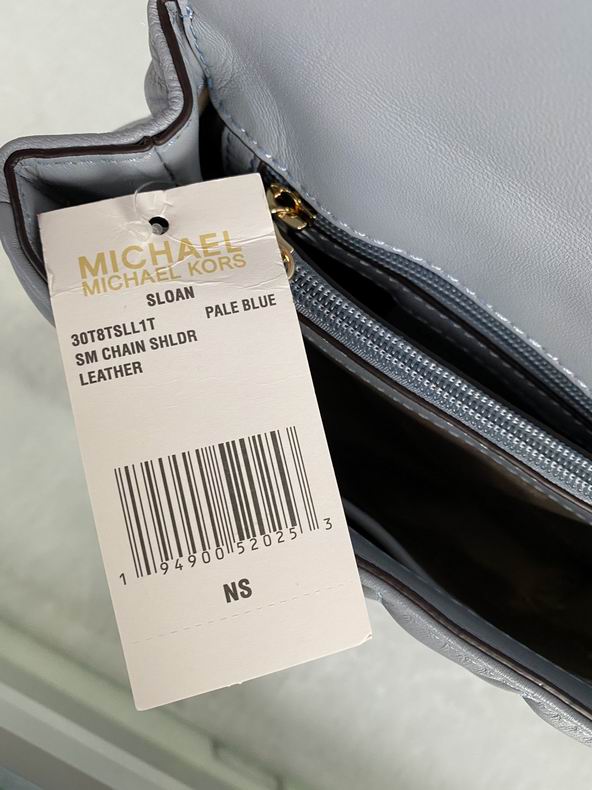 MICHAEL
MICHAEL KORS
SLOAN
30T8TSLL1T PALE BLUE
SM CHAIN SHLDR
LEATHER
1 94900 52025 3
NS